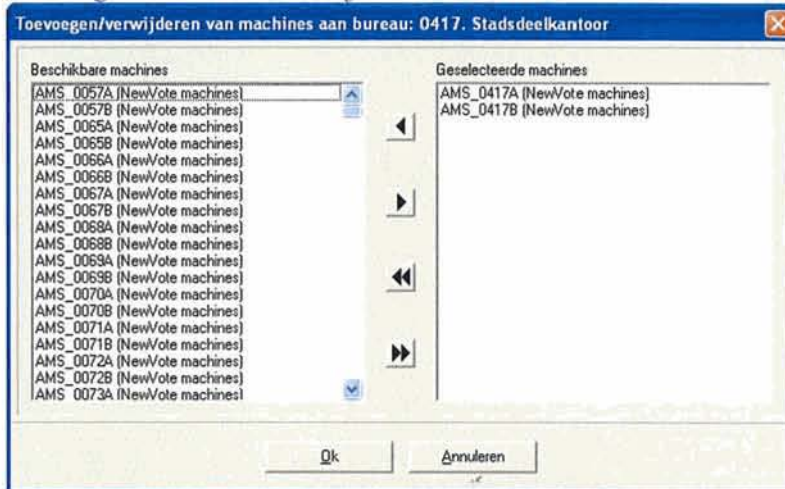 Toevoegen/verwijderen van machines aan bureau: 0417. Stadsdeelkantoor
Beschikbare machines
AMS_0057A (NewVote machines)
AMS_0057B (NewVote machines)
AMS_0065A (NewVote machines)
AMS_0065B (NewVote machines)
AMS_0066A (NewVote machines)
AMS_0066B (NewVote machines)
AMS_0067A (NewVote machines)
AMS_0067B (NewVote machines)
AMS_0068A (NewVote machines)
AMS_0068B (NewVote machines)
AMS_0069A (NewVote machines)
AMS_0069B (NewVote machines)
AMS_0070A (NewVote machines)
AMS_0070B (NewVote machines)
AMS_0071A (NewVote machines)
AMS_0071B (NewVote machines)
AMS_0072A (NewVote machines)
AMS_0072B (NewVote machines)
AMS_0073A (NewVote machines)
Geselecteerde machines
AMS_0417A (NewVote machines)
AMS_0417B (NewVote machines)
Ok
Annuleren